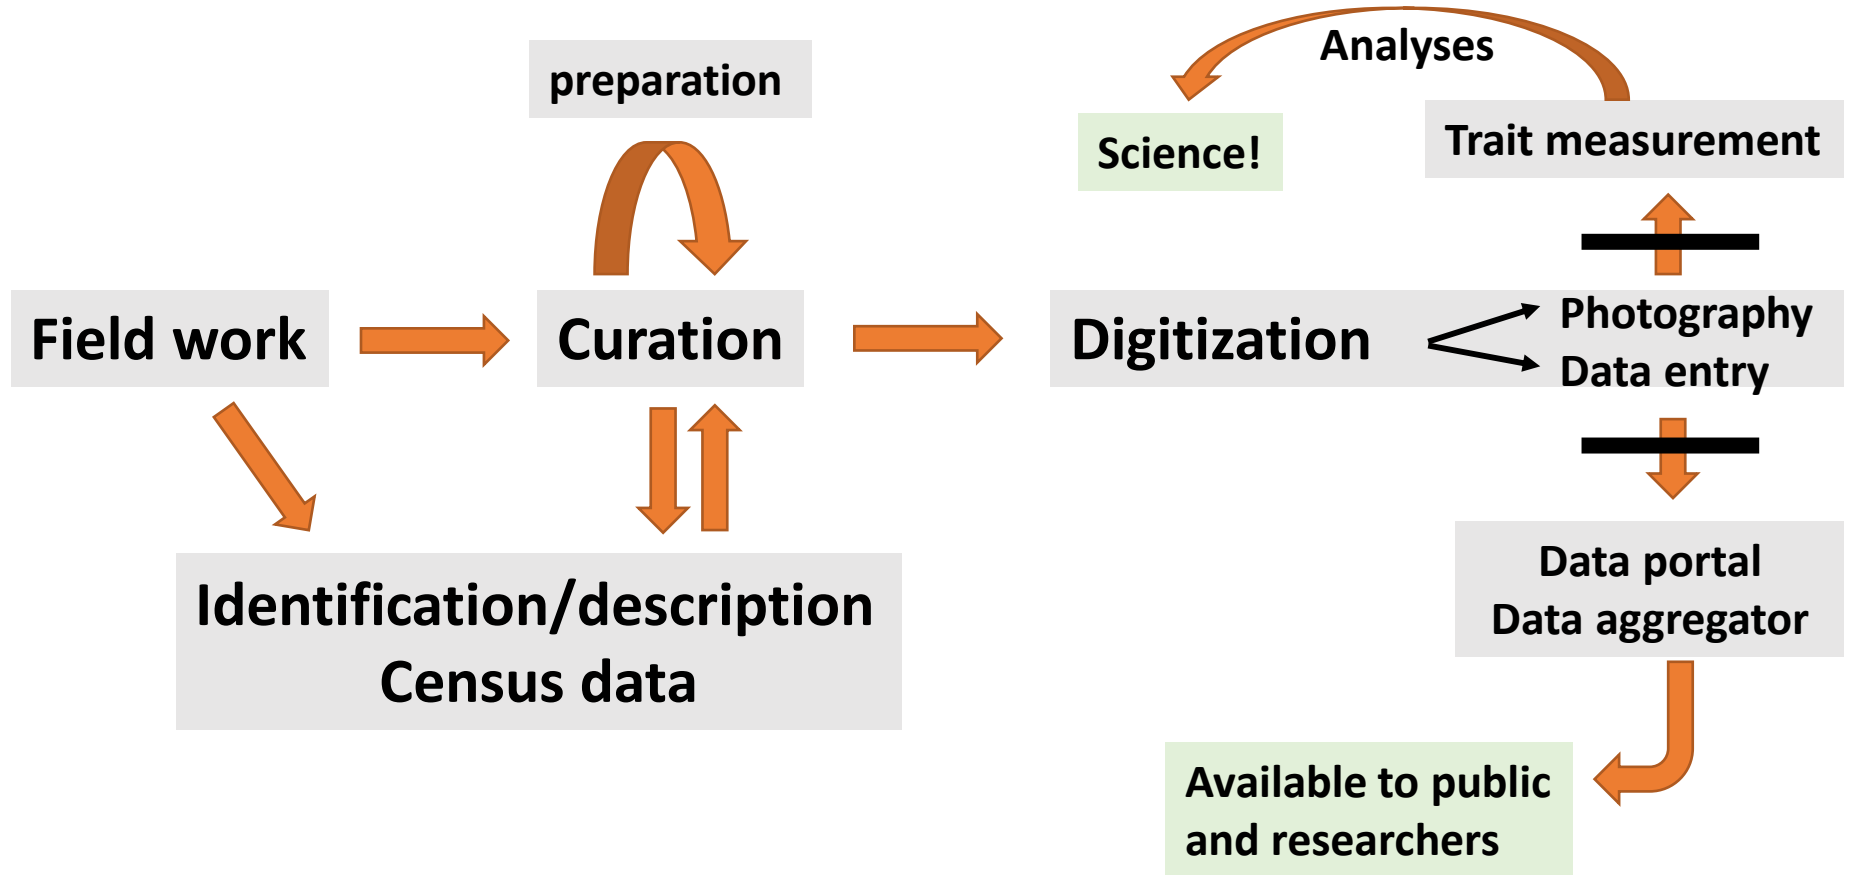 preparation
Analyses
Science!
Trait measurement
Field work
Curation
Digitization
Photography
Data entry
Identification/description
Census data
Data portal
Data aggregator
Available to public
and researchers